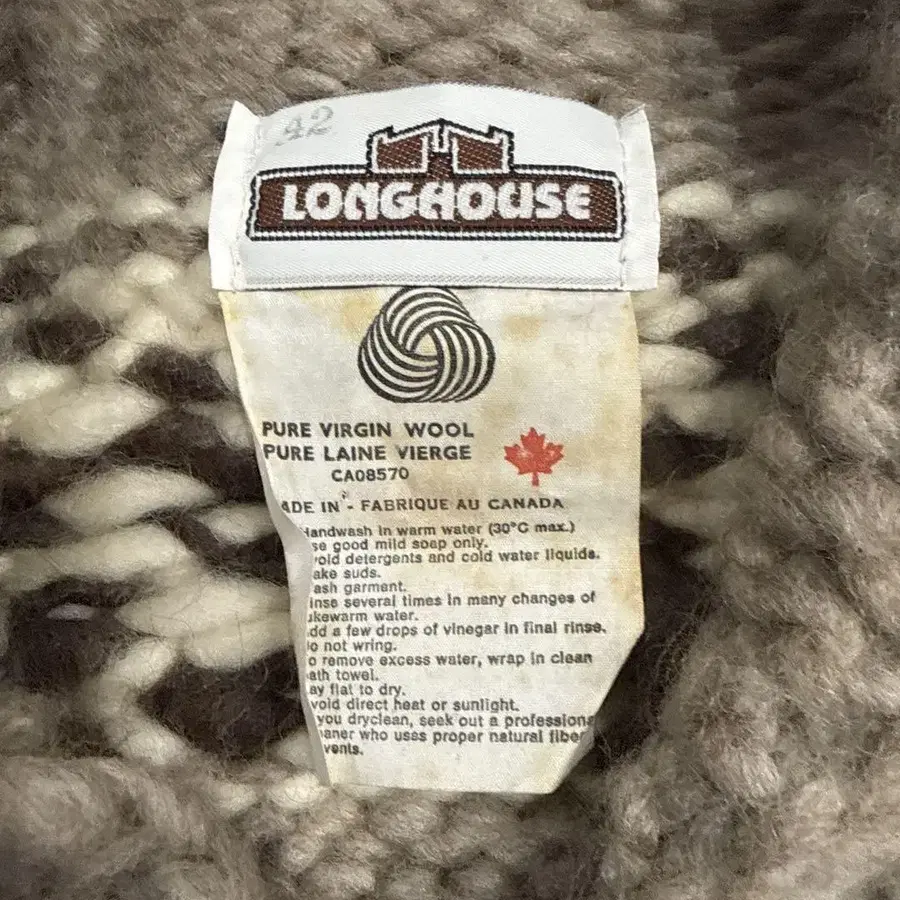 42
LONGHOUSE
PURE VIRGIN WOOL
PURE LAINE VIERGE
CA08570
ADE IN - FABRIQUE AU CANADA
andwash in warm water (30°C max.)
se good mild soap only.
void detergents and cold water liquids.
ake suds.
ash garment.
inse several times in many changes of
ukewarm water.
dd a few drops of vinegar in final rinse.
o not wring.
o remove excess water, wrap in clean
ath towel.
ay flat to dry.
void direct heat or sunlight.
you dryclean, seek out a professiona
aner who uses proper natural fiber
vents.